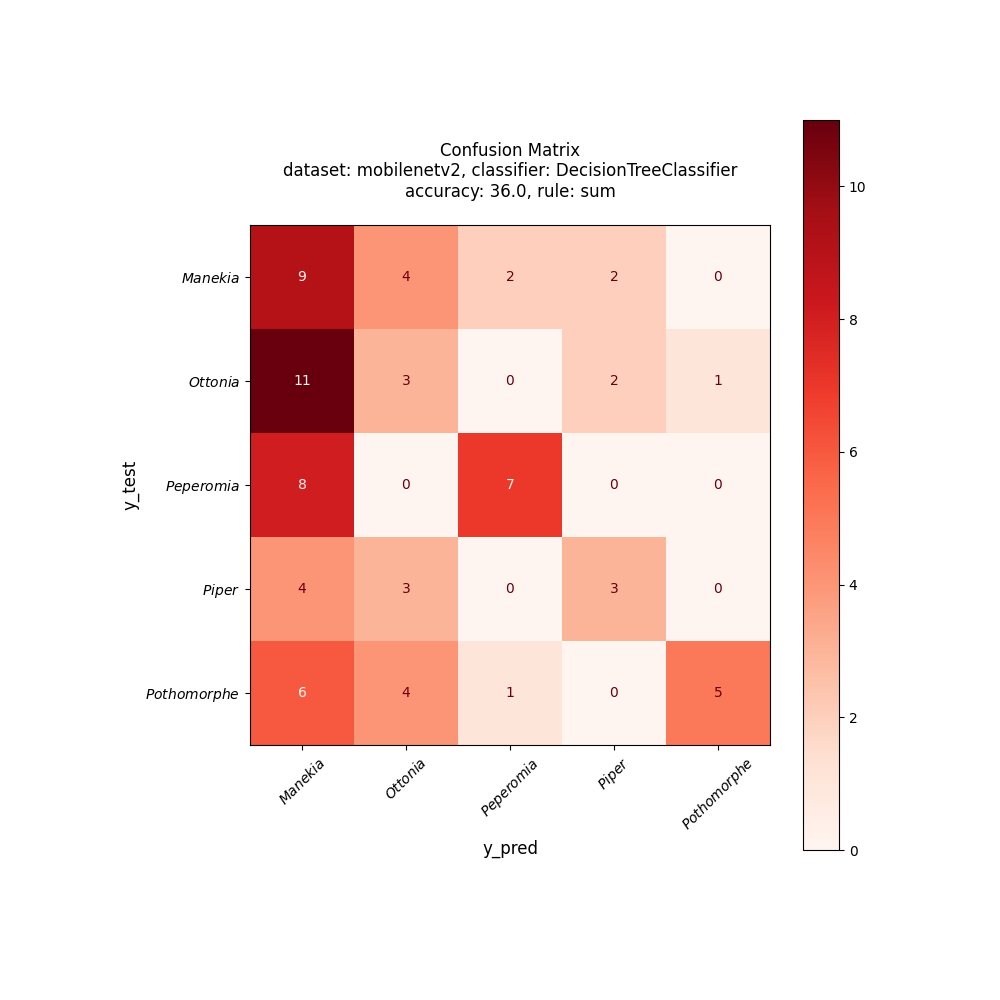 Confusion Matrix
dataset: mobilenetv2, classifier: DecisionTreeClassifier
accuracy: 36.0, rule: sum
Manekia 9 4 2 2 0
Ottonia 11 3 0 2 1
Peperomia 8 0 7 0 0
Piper 4 3 0 3 0
Pothomorphe 6 4 1 0 5
Manekia Ottonia Peperomia Piper Pothomorphe
y_pred
y_test
10
8
6
4
2
0